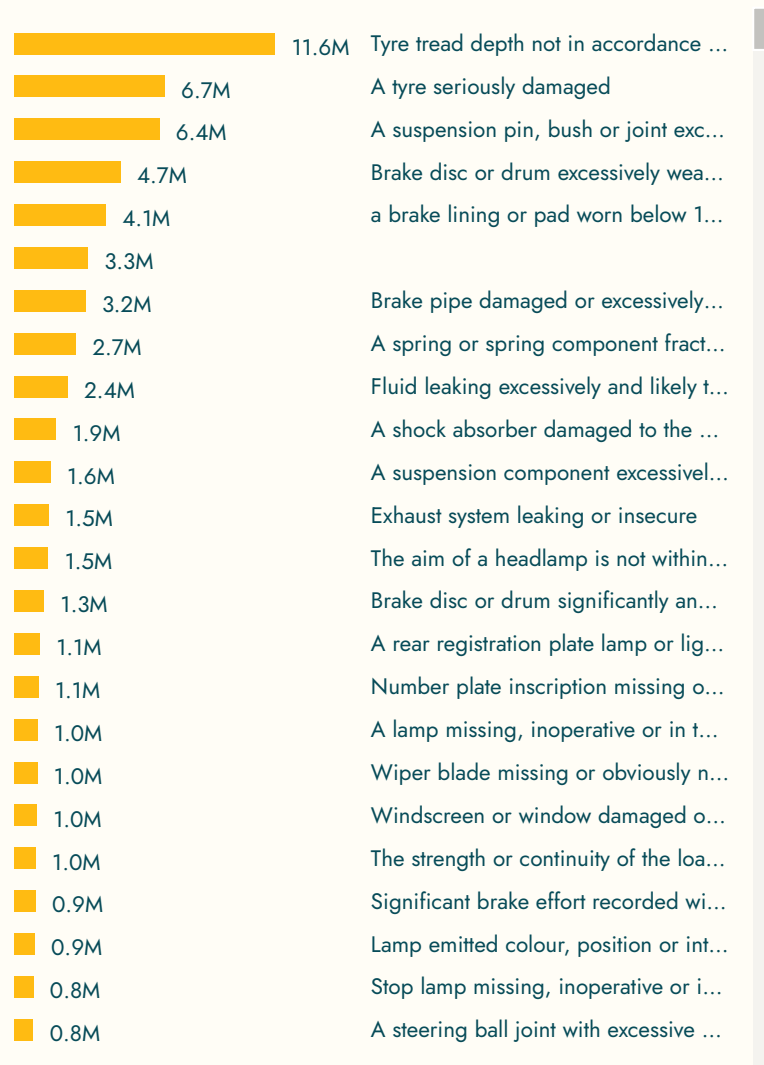 11.6M Tyre tread depth not in accordance ...
6.7M A tyre seriously damaged
6.4M A suspension pin, bush or joint exc...
4.7M Brake disc or drum excessively wea...
4.1M a brake lining or pad worn below 1...
3.3M
3.2M Brake pipe damaged or excessively...
2.7M A spring or spring component fract...
2.4M Fluid leaking excessively and likely t...
1.9M A shock absorber damaged to the ...
1.6M A suspension component excessivel...
1.5M Exhaust system leaking or insecure
1.5M The aim of a headlamp is not within...
1.3M Brake disc or drum significantly an...
1.1M A rear registration plate lamp or lig...
1.1M Number plate inscription missing o...
1.0M A lamp missing, inoperative or in t...
1.0M Wiper blade missing or obviously n...
1.0M Windscreen or window damaged o...
1.0M The strength or continuity of the loa...
0.9M Significant brake effort recorded wi...
0.9M Lamp emitted colour, position or int...
0.8M Stop lamp missing, inoperative or i...
0.8M A steering ball joint with excessive ...